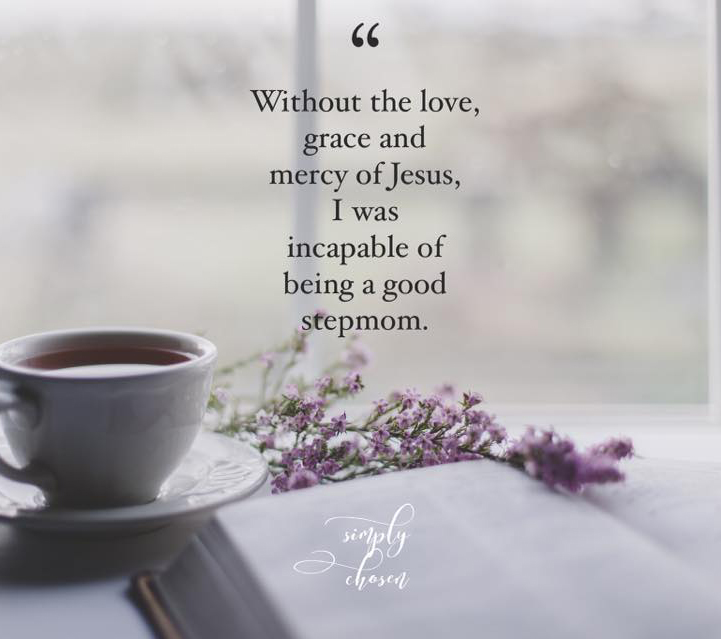 “
Without the love,
grace and
mercy of Jesus,
I was
incapable of
being a good
stepmom.
simply
chosen